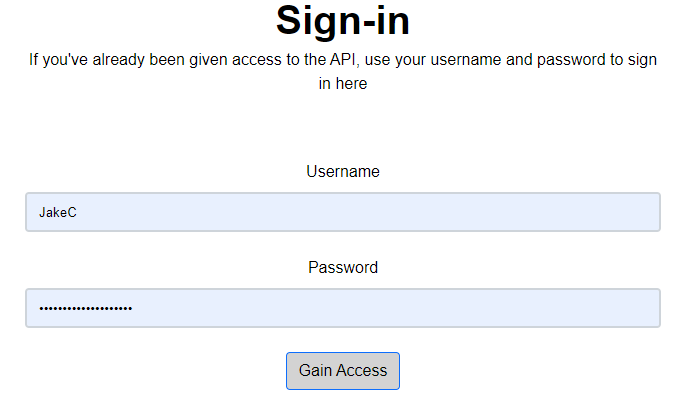 Sign-in
If you've already been given access to the API, use your username and password to sign
in here
Username
JakeC
Password
••••••••••••••••••••
Gain Access